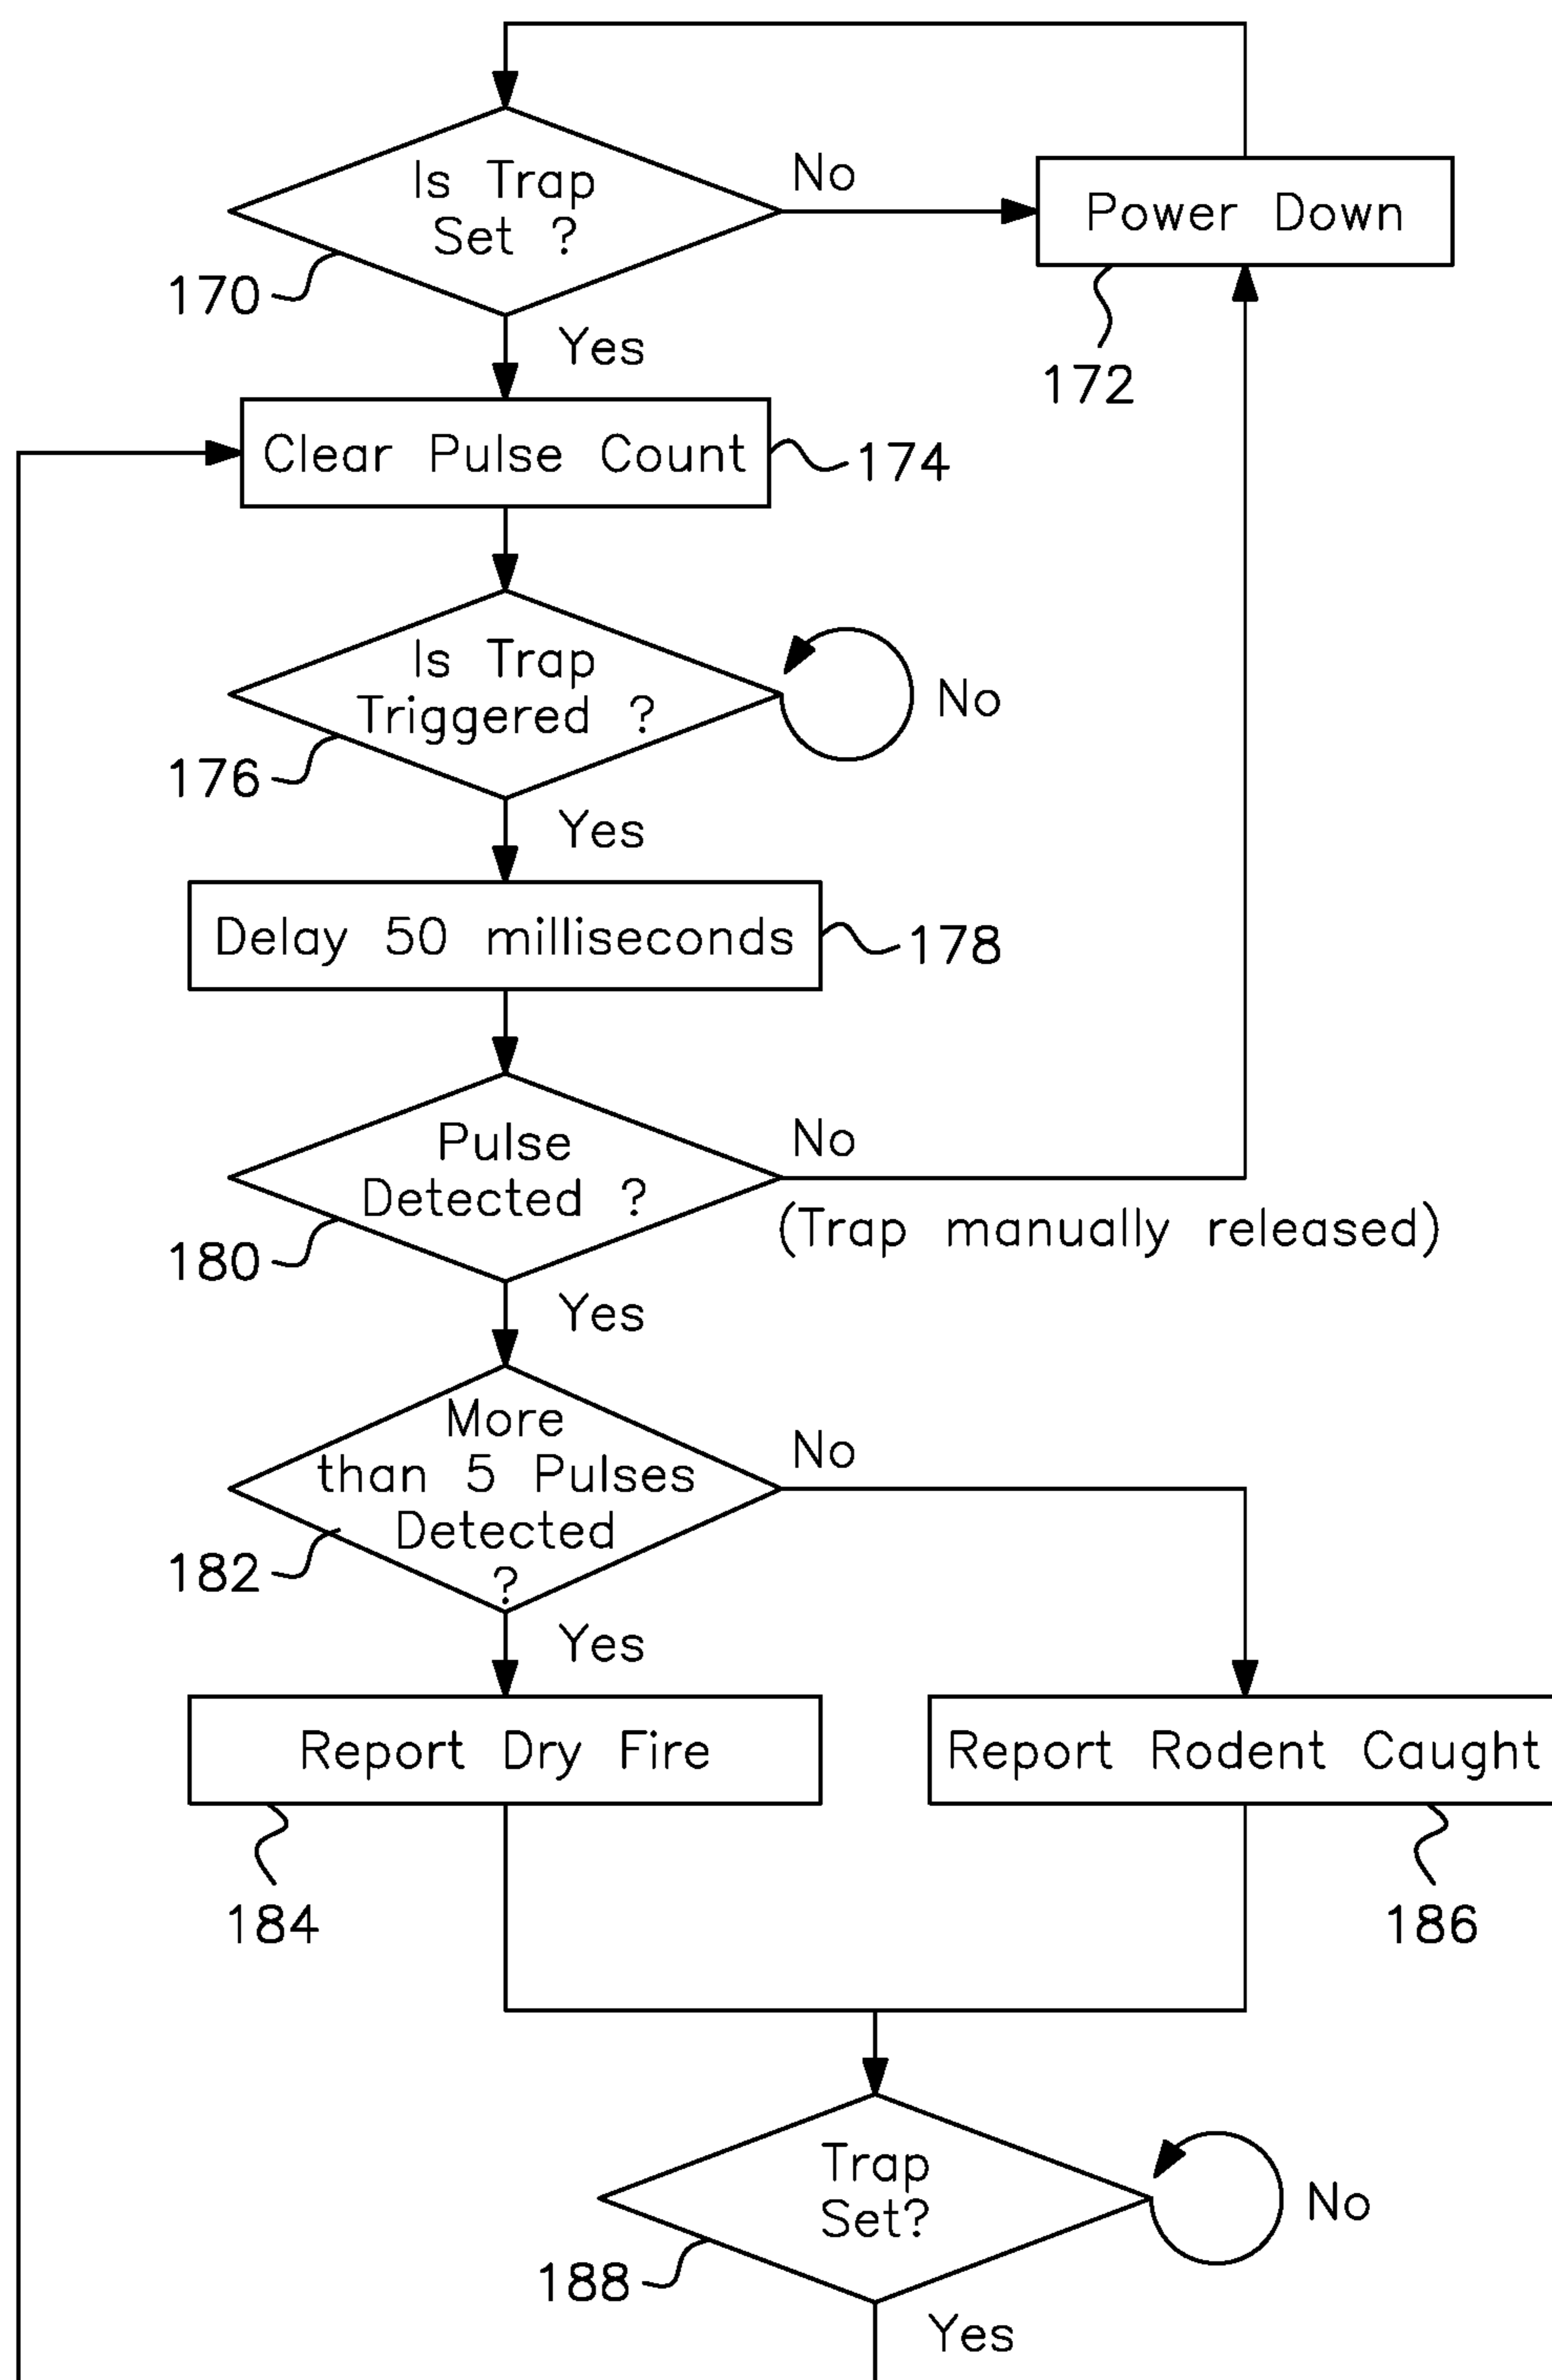 Is Trap
Set ?
No
Power Down
170
172
Yes
Clear Pulse Count
174
Is Trap
Triggered ?
No
176
Yes
Delay 50 milliseconds
178
Pulse
Detected ?
No
(Trap manually released)
180
Yes
More
than 5 Pulses
Detected
?
No
182
Yes
Report Dry Fire
Report Rodent Caught
184
186
Trap
Set?
No
188
Yes